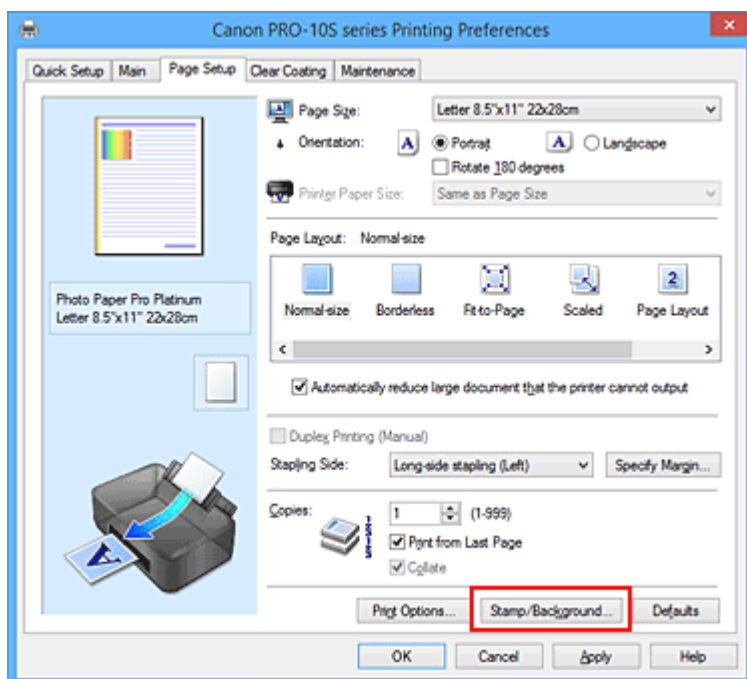 Canon PRO-10S series Printing Preferences
Quick Setup Main Page Setup Clear Coating Maintenance
Page Size: Letter 8.5"x11" 22x28cm
Orientation: A Portrait A Landscape
Rotate 180 degrees
Printer Paper Size: Same as Page Size
Page Layout: Normal-size
2
Normal-size Borderless Fit-to-Page Scaled Page Layout
Photo Paper Pro Platinum
Letter 8.5"x11" 22x28cm
Automatically reduce large document that the printer cannot output
Duplex Printing (Manual)
Stapling Side: Long-side stapling (Left) Specify Margin...
Copies: 1 (1-999)
Print from Last Page
Collate
A
Print Options... Stamp/Background... Defaults
OK Cancel Apply Help